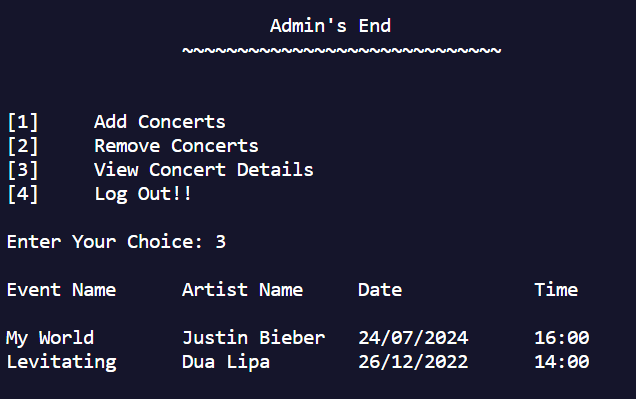 Admin's End
~~~~~~~~~~~~~~~~~~~~~~~~~~~~~
[1]     Add Concerts
[2]     Remove Concerts
[3]     View Concert Details
[4]     Log Out!!
Enter Your Choice: 3
Event Name      Artist Name     Date            Time
My World        Justin Bieber   24/07/2024      16:00
Levitating      Dua Lipa        26/12/2022      14:00